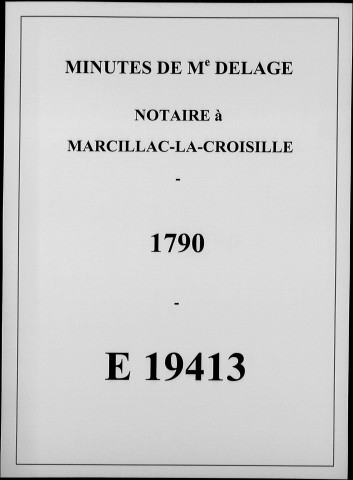 MINUTES DE Me DELAGE
NOTAIRE à
MARCILLAC-LA-CROISILLE
-
1790
-
E 19413